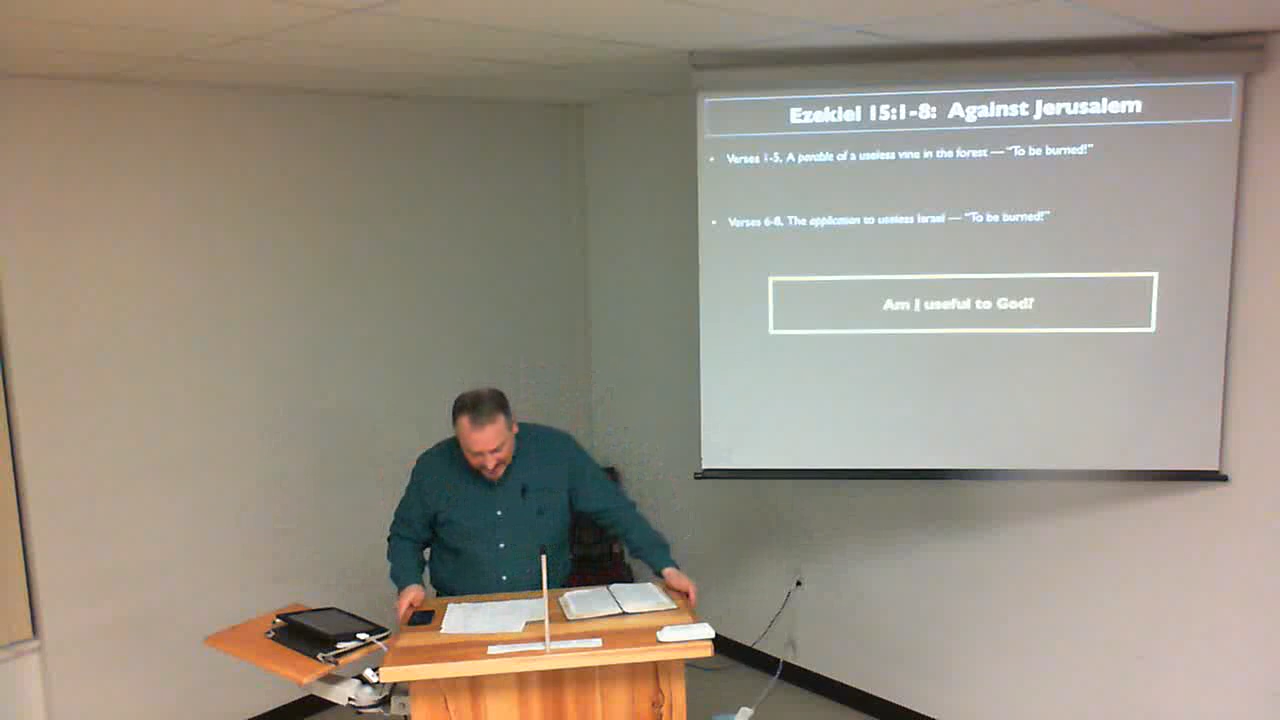 Ezekiel 15:1-8: Against Jerusalem
• Verses 1-5, A parable of a useless vine in the forest — “To be burned!”
• Verses 6-8, The application to useless Israel — “To be burned!”
Am I useful to God?